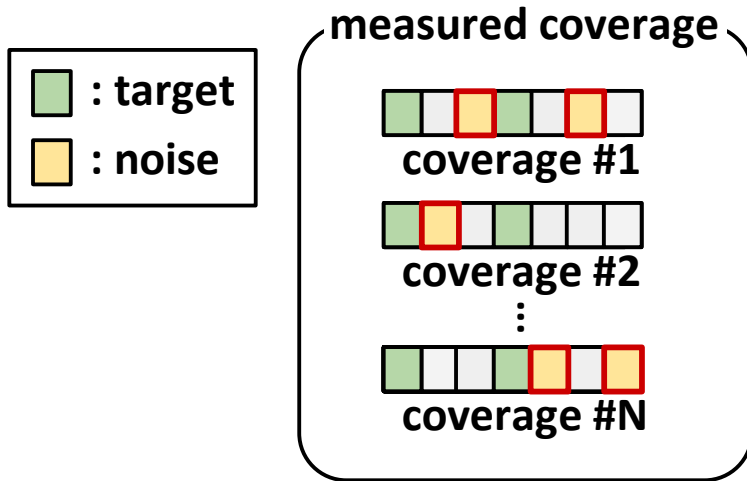 measured coverage
: target
: noise
coverage #1
coverage #2
...
coverage #N